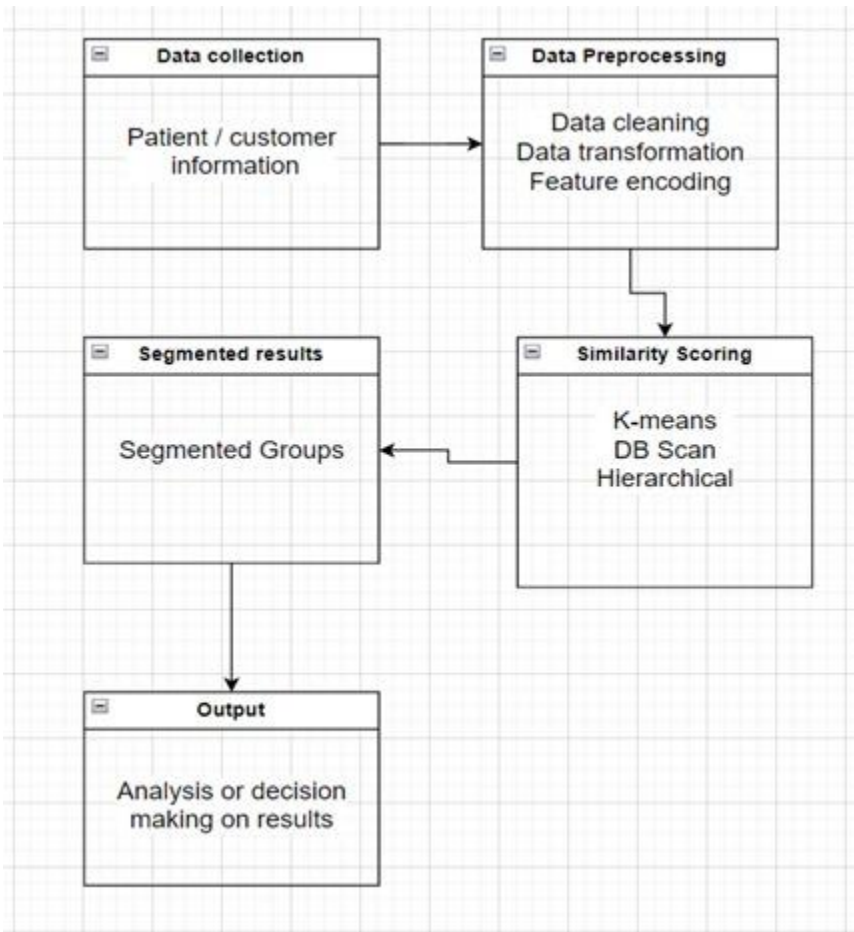 Data collection
Patient / customer
information
Data Preprocessing
Data cleaning
Data transformation
Feature encoding
Similarity Scoring
K-means
DB Scan
Hierarchical
Segmented results
Segmented Groups
Output
Analysis or decision
making on results